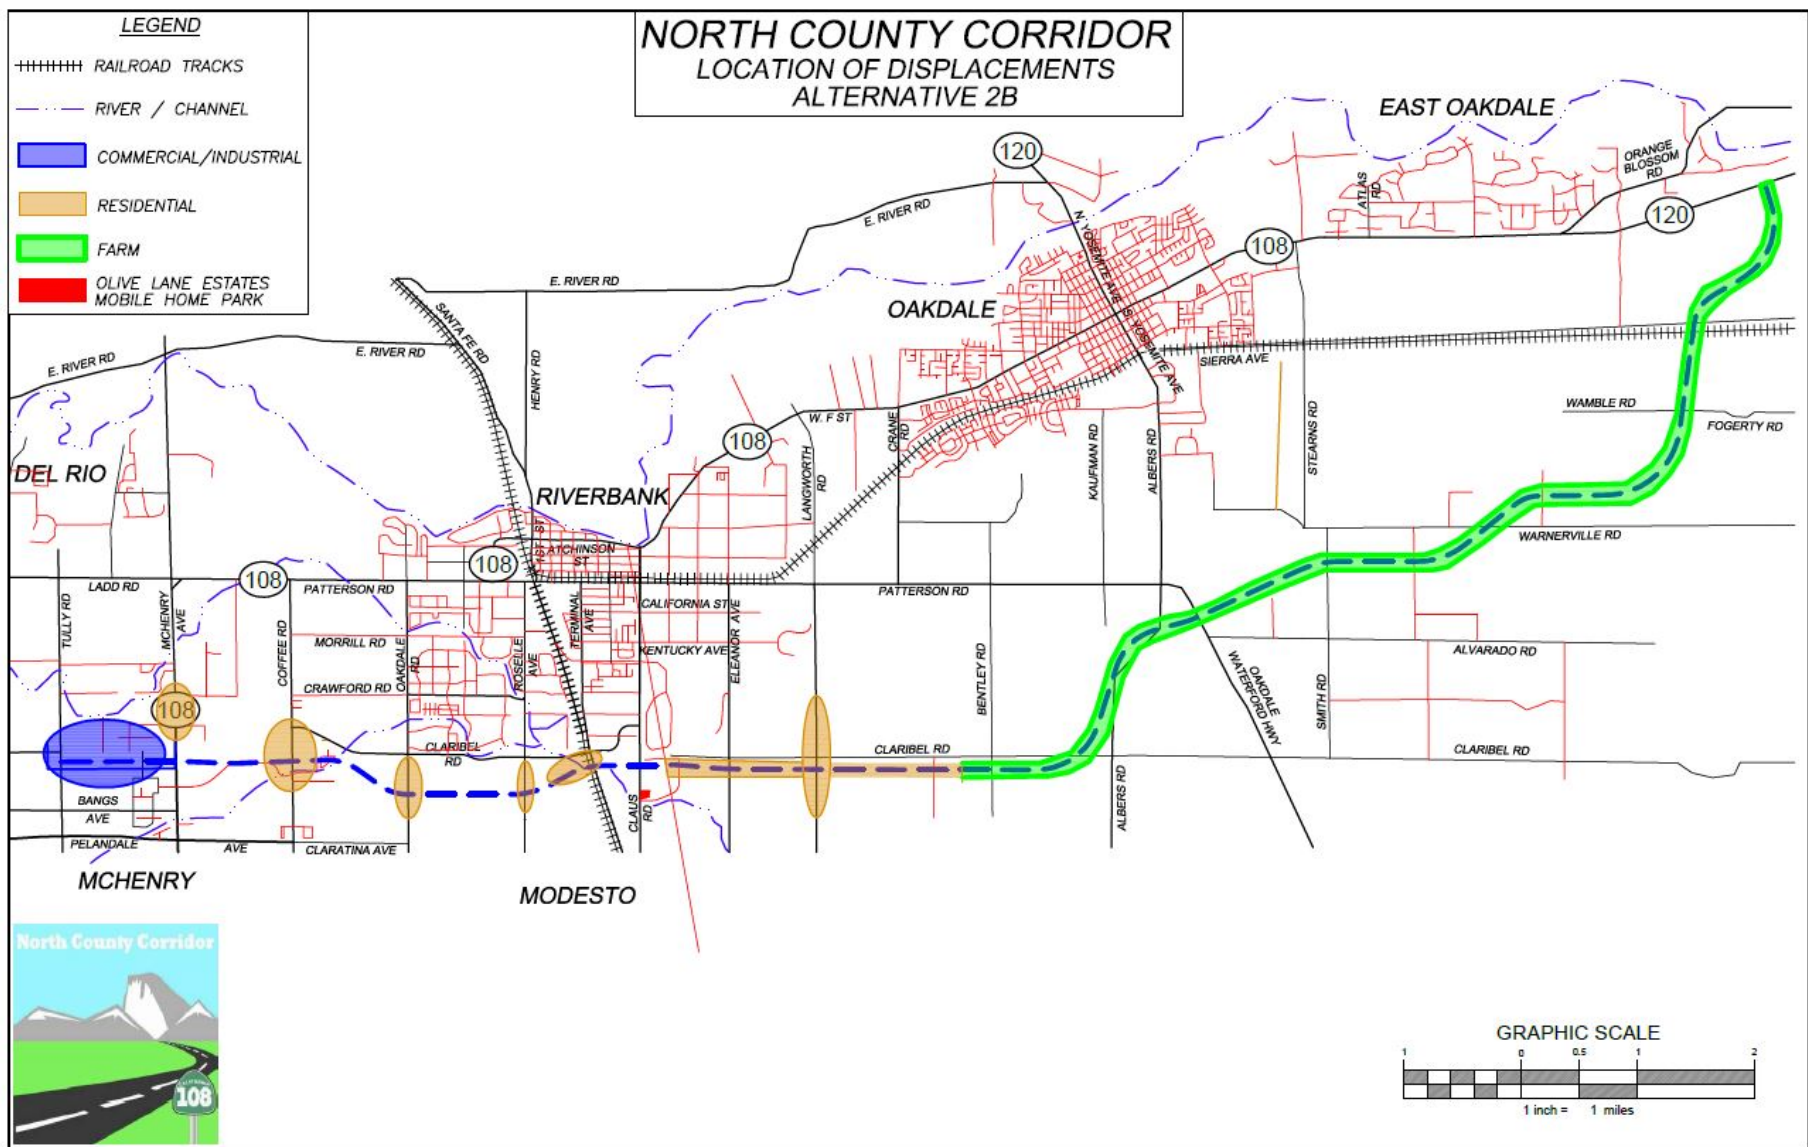 LEGEND
RAILROAD TRACKS
RIVER / CHANNEL
COMMERCIAL/INDUSTRIAL
RESIDENTIAL
FARM
OLIVE LANE ESTATES
MOBILE HOME PARK
NORTH COUNTY CORRIDOR
LOCATION OF DISPLACEMENTS
ALTERNATIVE 2B
EAST OAKDALE
120
ORANGE
BLOSSOM
RD
ATLAS
RD
E. RIVER RD
120
N. YOSEMITE AVE
108
E. RIVER RD
OAKDALE
SANTA FE RD
S. YOSEMITE AVE
E. RIVER RD
E. RIVER RD
SIERRA AVE
HENRY RD
WAMBLE RD
FOGERTY RD
W. F ST
CRANE
RD
108
STEARNS RD
KAUFMAN RD
ALBERS RD
LANGWORTH
RD
DEL RIO
RIVERBANK
WARNERVILLE RD
1ST ST
ATCHINSON
ST
108
108
LADD RD
PATTERSON RD
PATTERSON RD
TULLY RD
MCHENRY
AVE
COFFEE RD
MORRILL RD
OAKDALE
RD
ROSELLE
AVE
TERMINAL
AVE
CALIFORNIA ST
KENTUCKY AVE
ELEANOR AVE
BENTLEY RD
OAKDALE
WATERFORD HWY
SMITH RD
ALVARADO RD
CRAWFORD RD
108
CLARIBEL
RD
CLARIBEL RD
CLARIBEL RD
BANGS
AVE
CLAUS
RD
ALBERS RD
PELANDALE
AVE
CLARATINA AVE
MCHENRY
MODESTO
North County Corridor
CALIFORNIA
108
GRAPHIC SCALE
1 0 0.5 1 2
1 inch = 1 miles